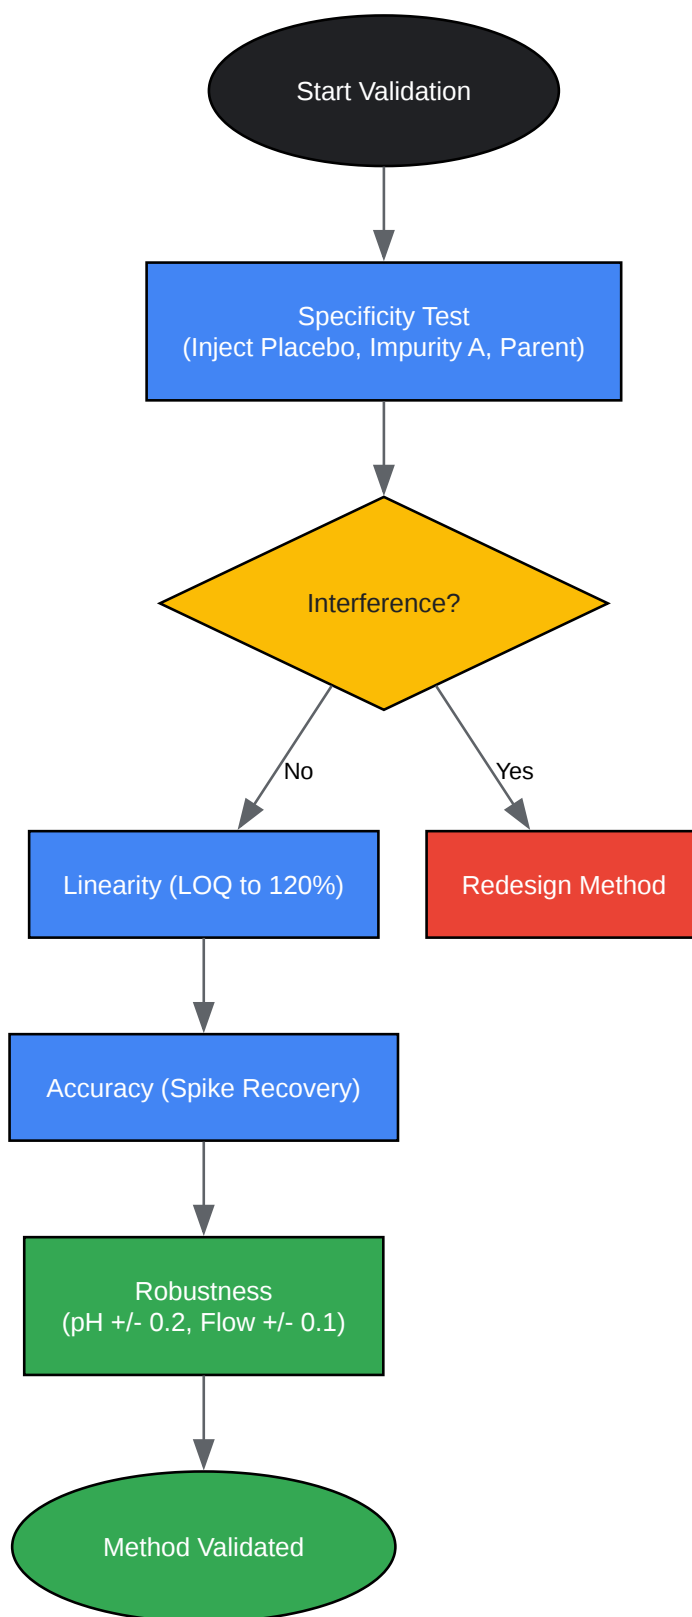 Start Validation
Specificity Test
(Inject Placebo, Impurity A, Parent)
Interference?
No
Yes
Linearity (LOQ to 120%)
Redesign Method
Accuracy (Spike Recovery)
Robustness
(pH +/- 0.2, Flow +/- 0.1)
Method Validated